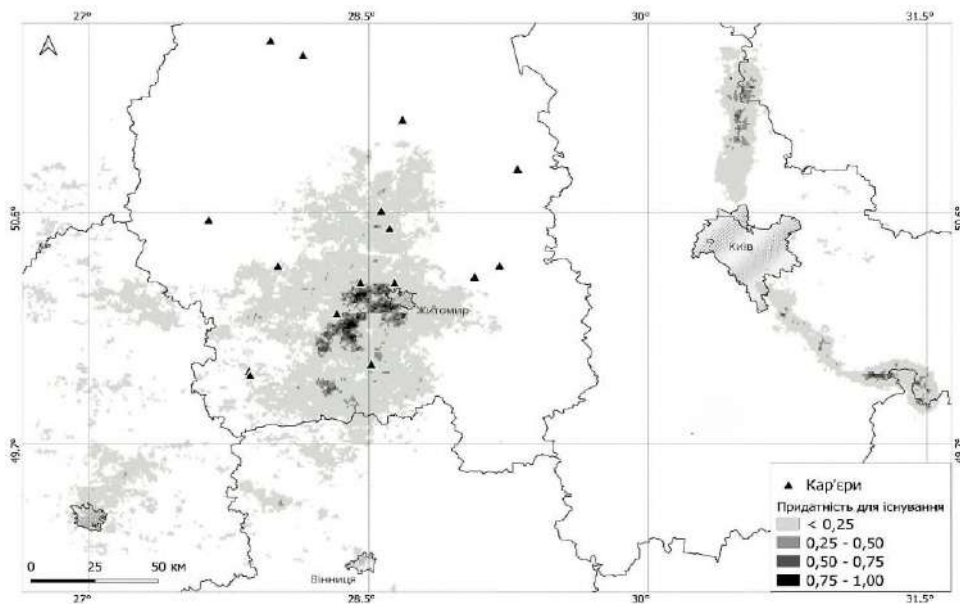 27° 28.5° 30° 31.5°
50.6° 50.6°
Київ
Житомир
49.7° 49.7°
Кар'єри
Придатність для існування
< 0,25
0,25 - 0,50
0,50 - 0,75
0,75 - 1,00
0 25 50 км
Вінниця
27° 28.5° 30° 31.5°